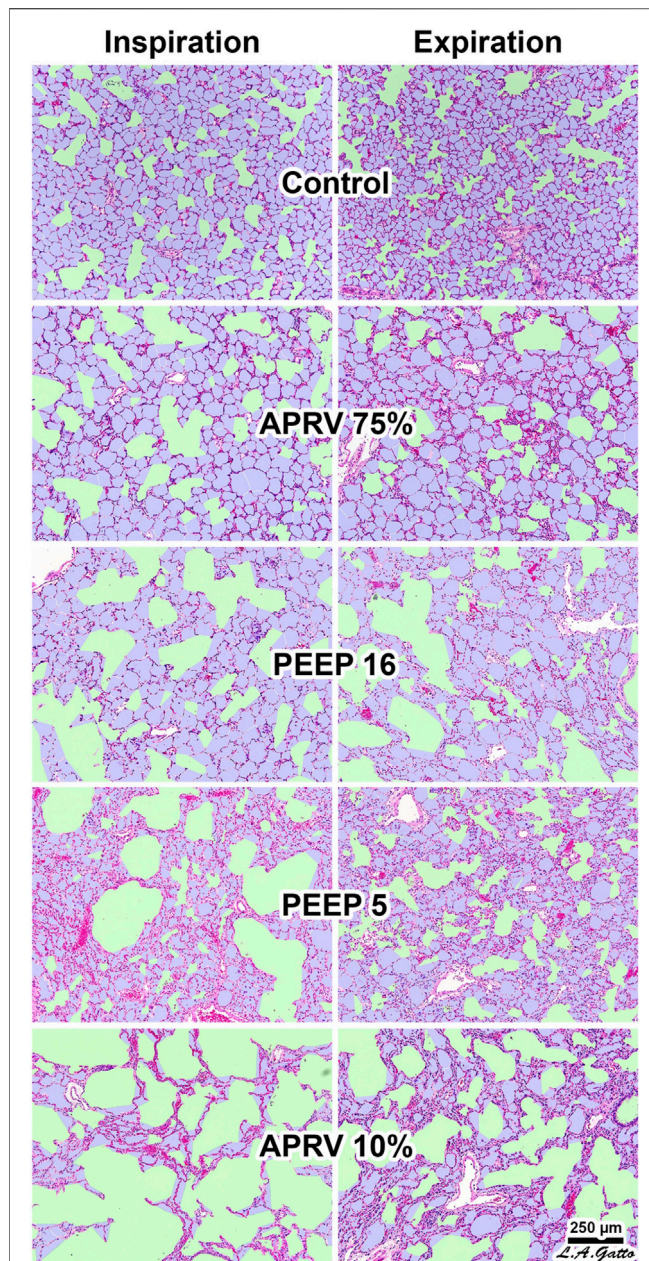 Inspiration
Expiration
Control
APRV 75%
PEEP 16
PEEP 5
APRV 10%
250 µm
L.A.Gatto